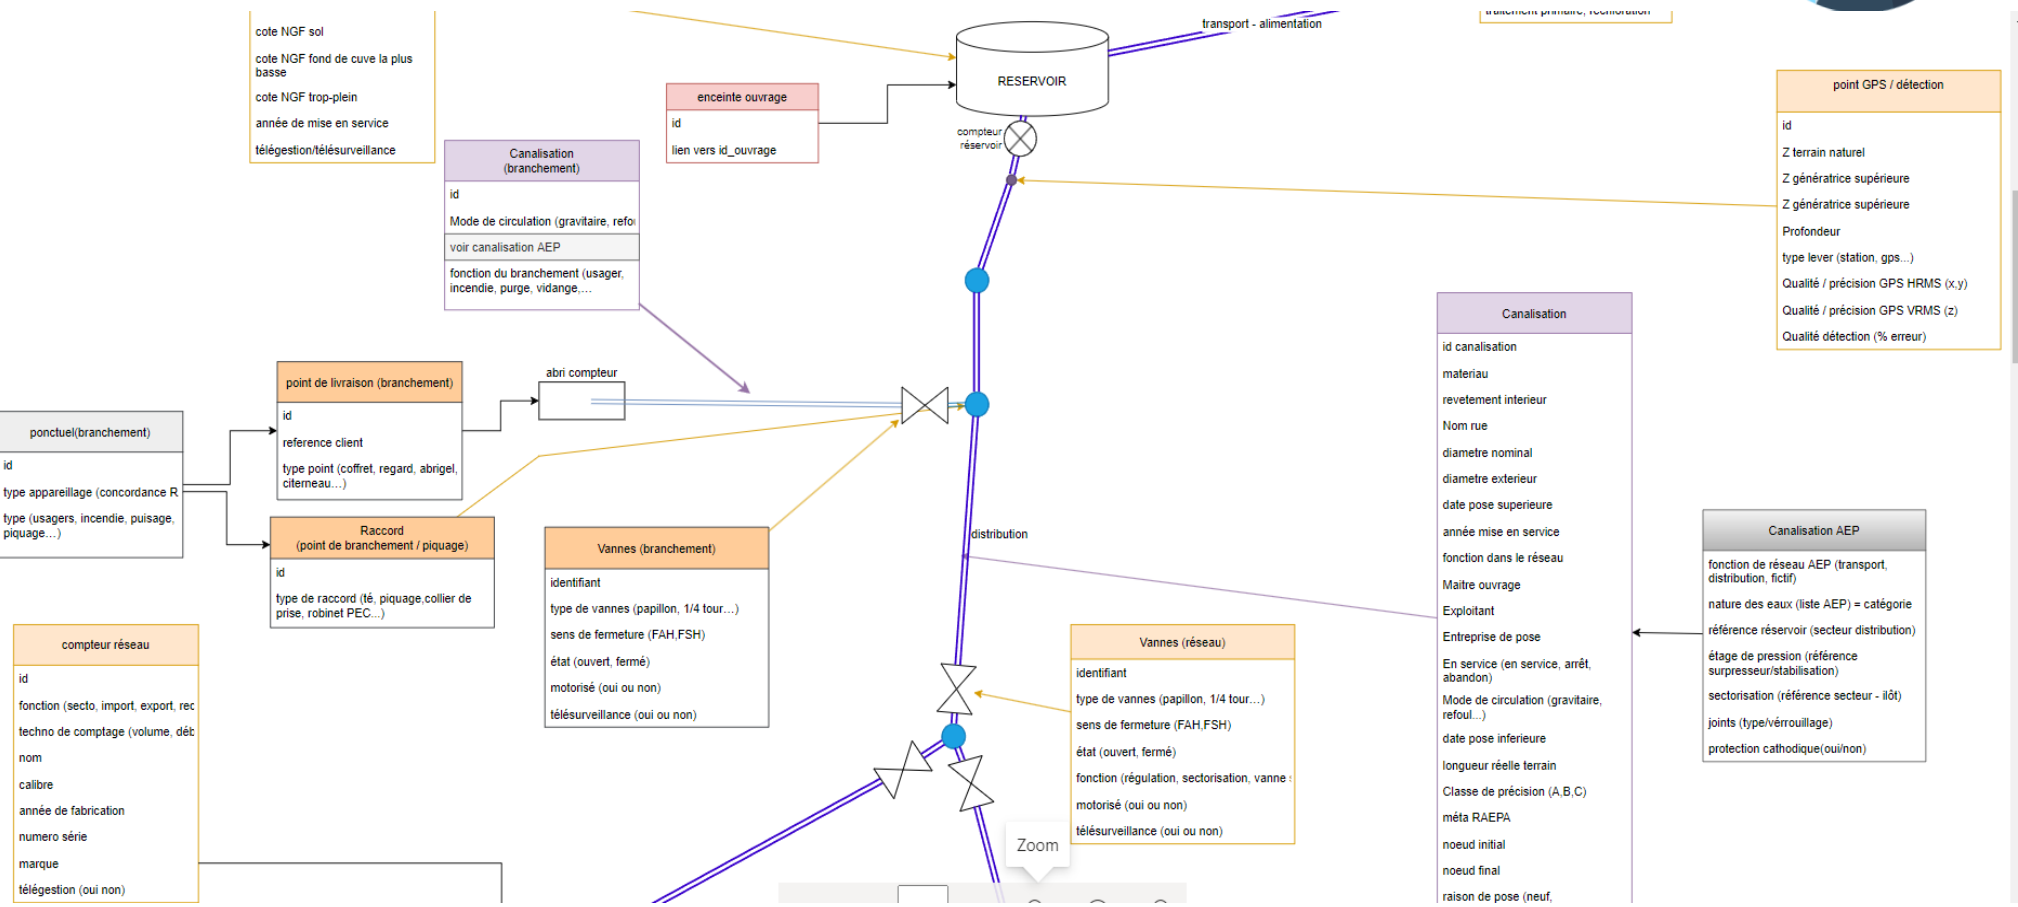 cote NGF sol
cote NGF fond de cuve la plus
basse
cote NGF trop-plein
année de mise en service
télégestion/télésurveillance
enceinte ouvrage
id
lien vers id_ouvrage
RESERVOIR
transport - alimentation
traitement primaire, rechloration
compteur
réservoir
point GPS / détection
id
Z terrain naturel
Z génératrice supérieure
Z génératrice supérieure
Profondeur
type lever (station, gps...)
Qualité / précision GPS HRMS (x,y)
Qualité / précision GPS VRMS (z)
Qualité détection (% erreur)
Canalisation
(branchement)
id
Mode de circulation (gravitaire, refou
voir canalisation AEP
fonction du branchement (usager,
incendie, purge, vidange,...
point de livraison (branchement)
id
reference client
type point (coffret, regard, abrigel,
citerneau...)
abri compteur
ponctuel(branchement)
id
type appareillage (concordance R
type (usagers, incendie, puisage,
piquage...)
Raccord
(point de branchement / piquage)
id
type de raccord (té, piquage,collier de
prise, robinet PEC...)
Vannes (branchement)
identifiant
type de vannes (papillon, 1/4 tour...)
sens de fermeture (FAH,FSH)
état (ouvert, fermé)
motorisé (oui ou non)
télésurveillance (oui ou non)
distribution
compteur réseau
id
fonction (secto, import, export, rec
techno de comptage (volume, déb
nom
calibre
année de fabrication
numero série
marque
télégestion (oui non)
Vannes (réseau)
identifiant
type de vannes (papillon, 1/4 tour...)
sens de fermeture (FAH,FSH)
état (ouvert, fermé)
fonction (régulation, sectorisation, vanne
motorisé (oui ou non)
télésurveillance (oui ou non)
Zoom
Canalisation
id canalisation
materiau
revetement interieur
Nom rue
diametre nominal
diametre exterieur
date pose superieure
année mise en service
fonction dans le réseau
Maitre ouvrage
Exploitant
Entreprise de pose
En service (en service, arrêt,
abandon)
Mode de circulation (gravitaire,
refoul...)
date pose inferieure
longueur réelle terrain
Classe de précision (A,B,C)
méta RAEPA
noeud initial
noeud final
raison de pose (neuf,
Canalisation AEP
fonction de réseau AEP (transport,
distribution, fictif)
nature des eaux (liste AEP) = catégorie
référence réservoir (secteur distribution)
étage de pression (référence
surpresseur/stabilisation)
sectorisation (référence secteur - ilôt)
joints (type/vérrouillage)
protection cathodique(oui/non)